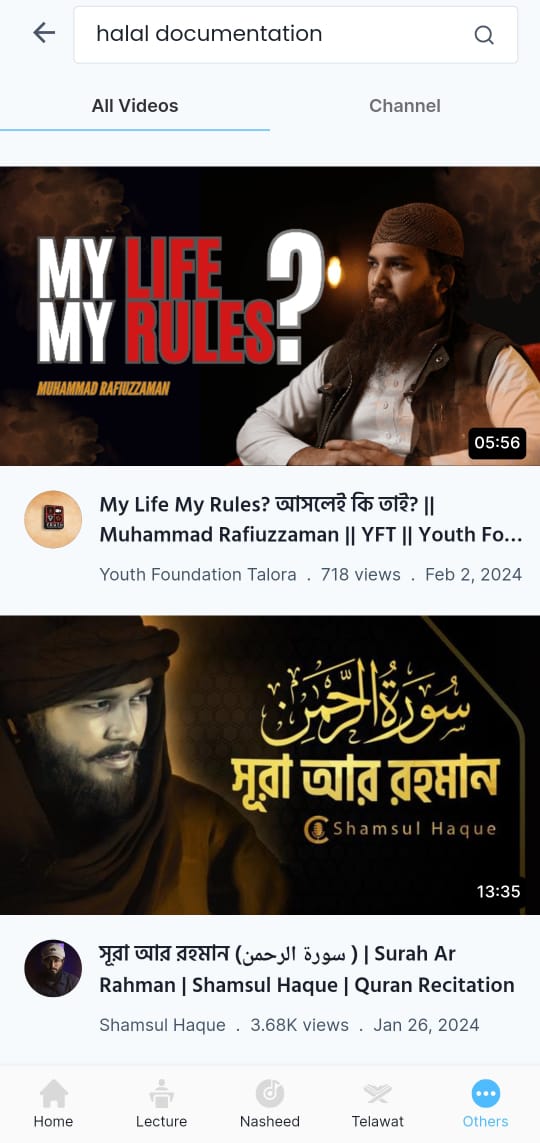 halal documentation
All Videos
Channel
MY LIFE
MY RULES?
MUHAMMAD RAFIUZZAMAN
05:56
My Life My Rules? আসলেই কি তাই? ||
Muhammad Rafiuzzaman || YFT || Youth Fo...
Youth Foundation Talora . 718 views . Feb 2, 2024
سُورَةُ الرَّحْمٰن
সূরা আর রহমান
Shamsul Haque
13:35
সূরা আর রহমান (سورة الرحمن ) | Surah Ar
Rahman | Shamsul Haque | Quran Recitation
Shamsul Haque . 3.68K views . Jan 26, 2024
Home
Lecture
Nasheed
Telawat
Others